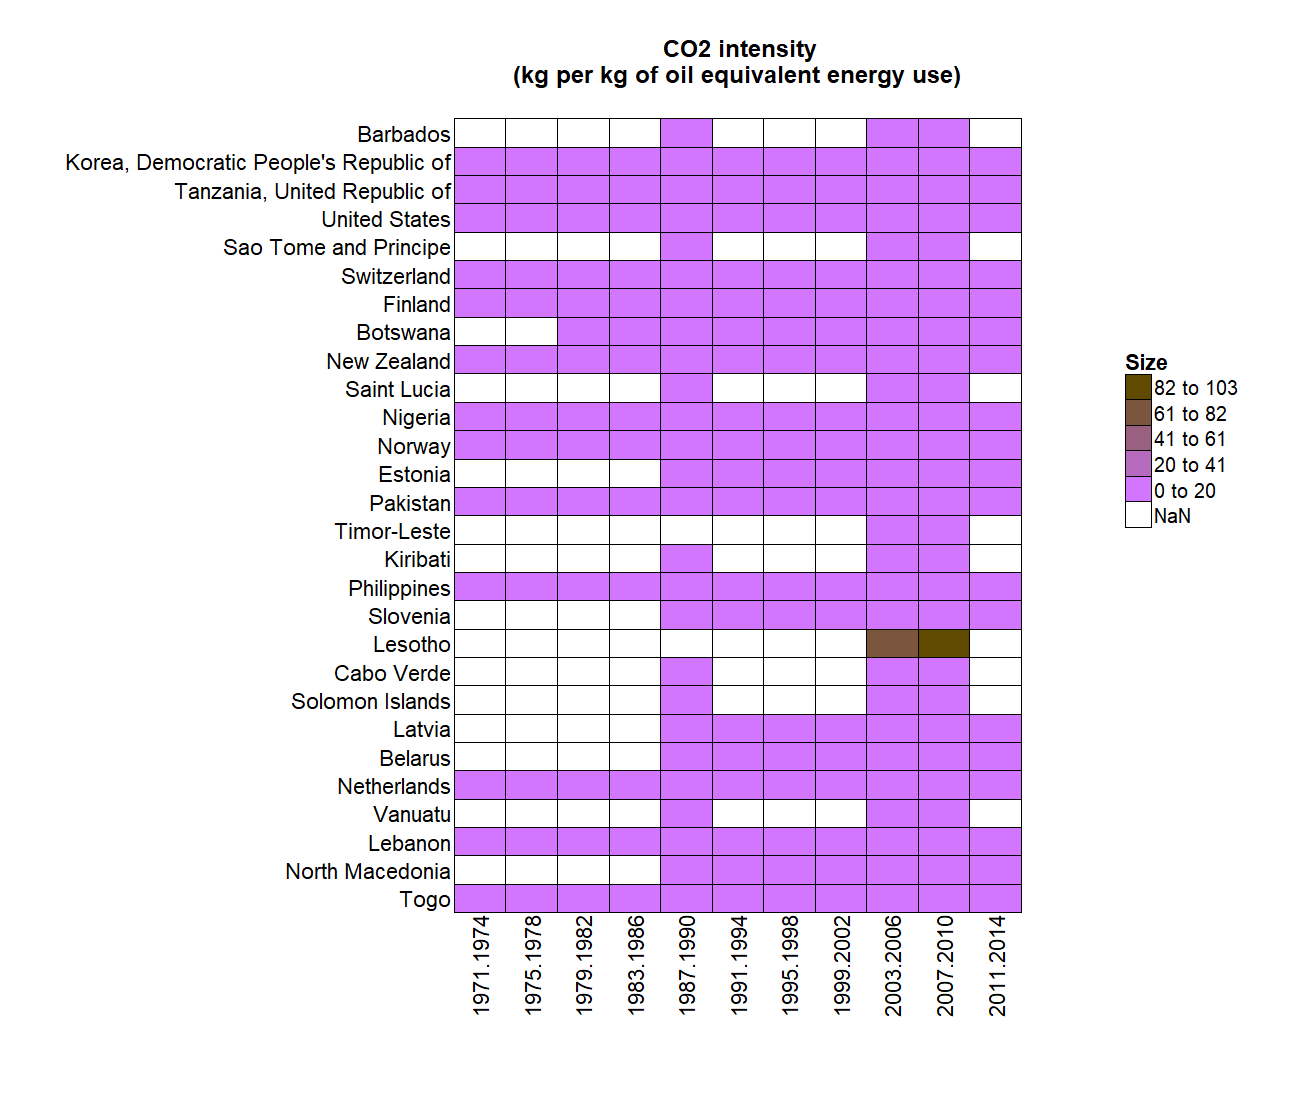 CO2 intensity
(kg per kg of oil equivalent energy use)
Barbados
Korea, Democratic People's Republic of
Tanzania, United Republic of
United States
Sao Tome and Principe
Switzerland
Finland
Botswana
New Zealand
Saint Lucia
Nigeria
Norway
Estonia
Pakistan
Timor-Leste
Kiribati
Philippines
Slovenia
Lesotho
Cabo Verde
Solomon Islands
Latvia
Belarus
Netherlands
Vanuatu
Lebanon
North Macedonia
Togo
1971.1974
1975.1978
1979.1982
1983.1986
1987.1990
1991.1994
1995.1998
1999.2002
2003.2006
2007.2010
2011.2014
Size
82 to 103
61 to 82
41 to 61
20 to 41
0 to 20
NaN